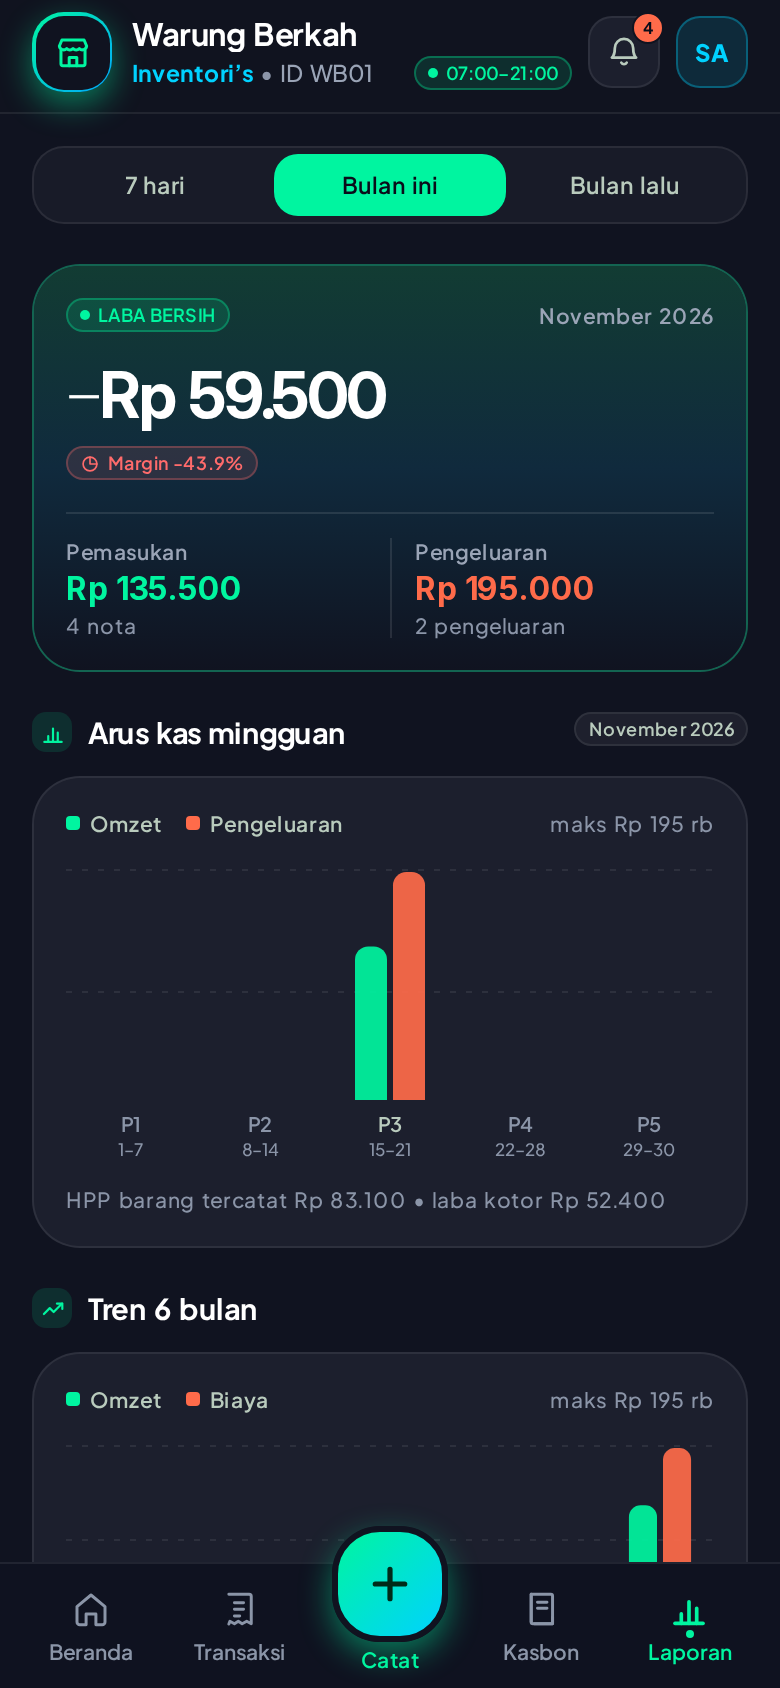 Warung Berkah
Inventori’s • ID WB01
07:00–21:00
4
SA
7 hari
Bulan ini
Bulan lalu
LABA BERSIH
November 2026
–Rp 59.500
Margin -43.9%
Pemasukan
Rp 135.500
4 nota
Pengeluaran
Rp 195.000
2 pengeluaran
Arus kas mingguan
November 2026
Omzet
Pengeluaran
maks Rp 195 rb
P1
1–7
P2
8–14
P3
15–21
P4
22–28
P5
29–30
HPP barang tercatat Rp 83.100 • laba kotor Rp 52.400
Tren 6 bulan
Omzet
Biaya
maks Rp 195 rb
Beranda
Transaksi
Catat
Kasbon
Laporan